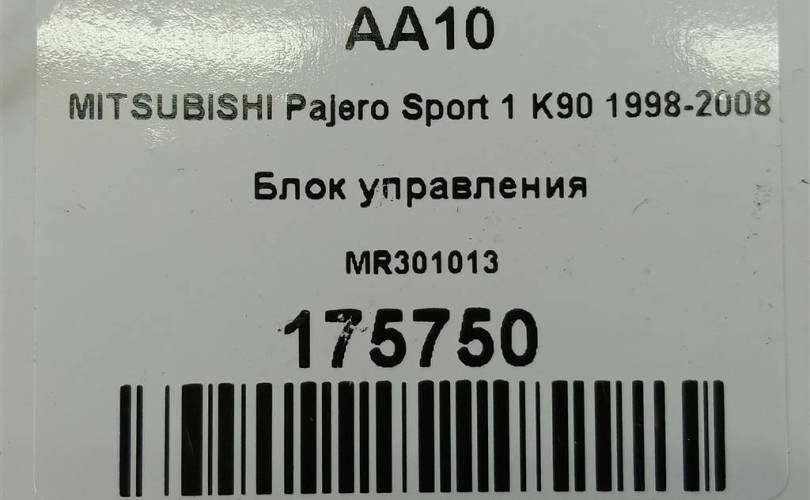 AA10
MITSUBISHI Pajero Sport 1 K90 1998-2008
Блок управления
MR301013
175750